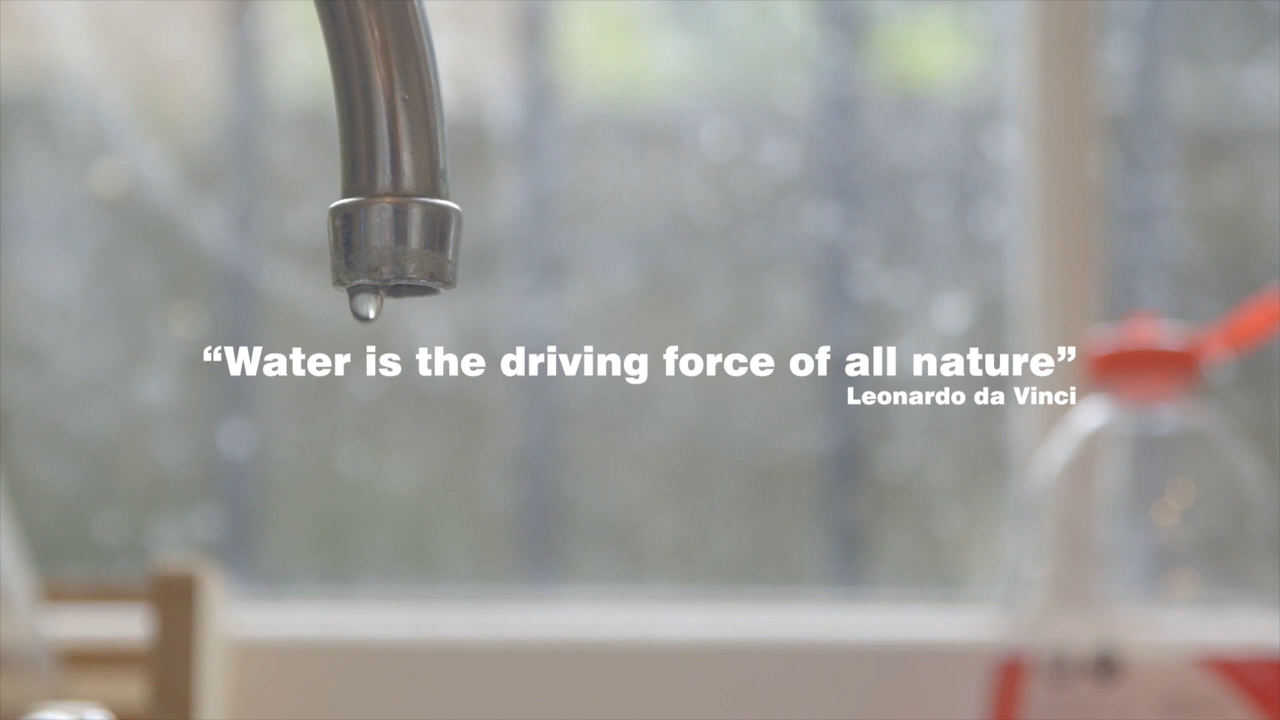 “Water is the driving force of all nature”
Leonardo da Vinci